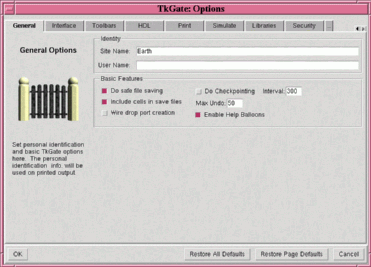 TkGate: Options
General Interface Toolbars HDL Print Simulate Libraries Security
General Options
Identity
Site Name: Earth
User Name:
Basic Features
Do safe file saving
Do Checkpointing Interval: 300
Include cells in save files
Max Undo: 50
Wire drop port creation
Enable Help Balloons
Set personal identification
and basic TkGate options
here. The personal
identification info. will be
used on printed output
OK Restore All Defaults Restore Page Defaults Cancel